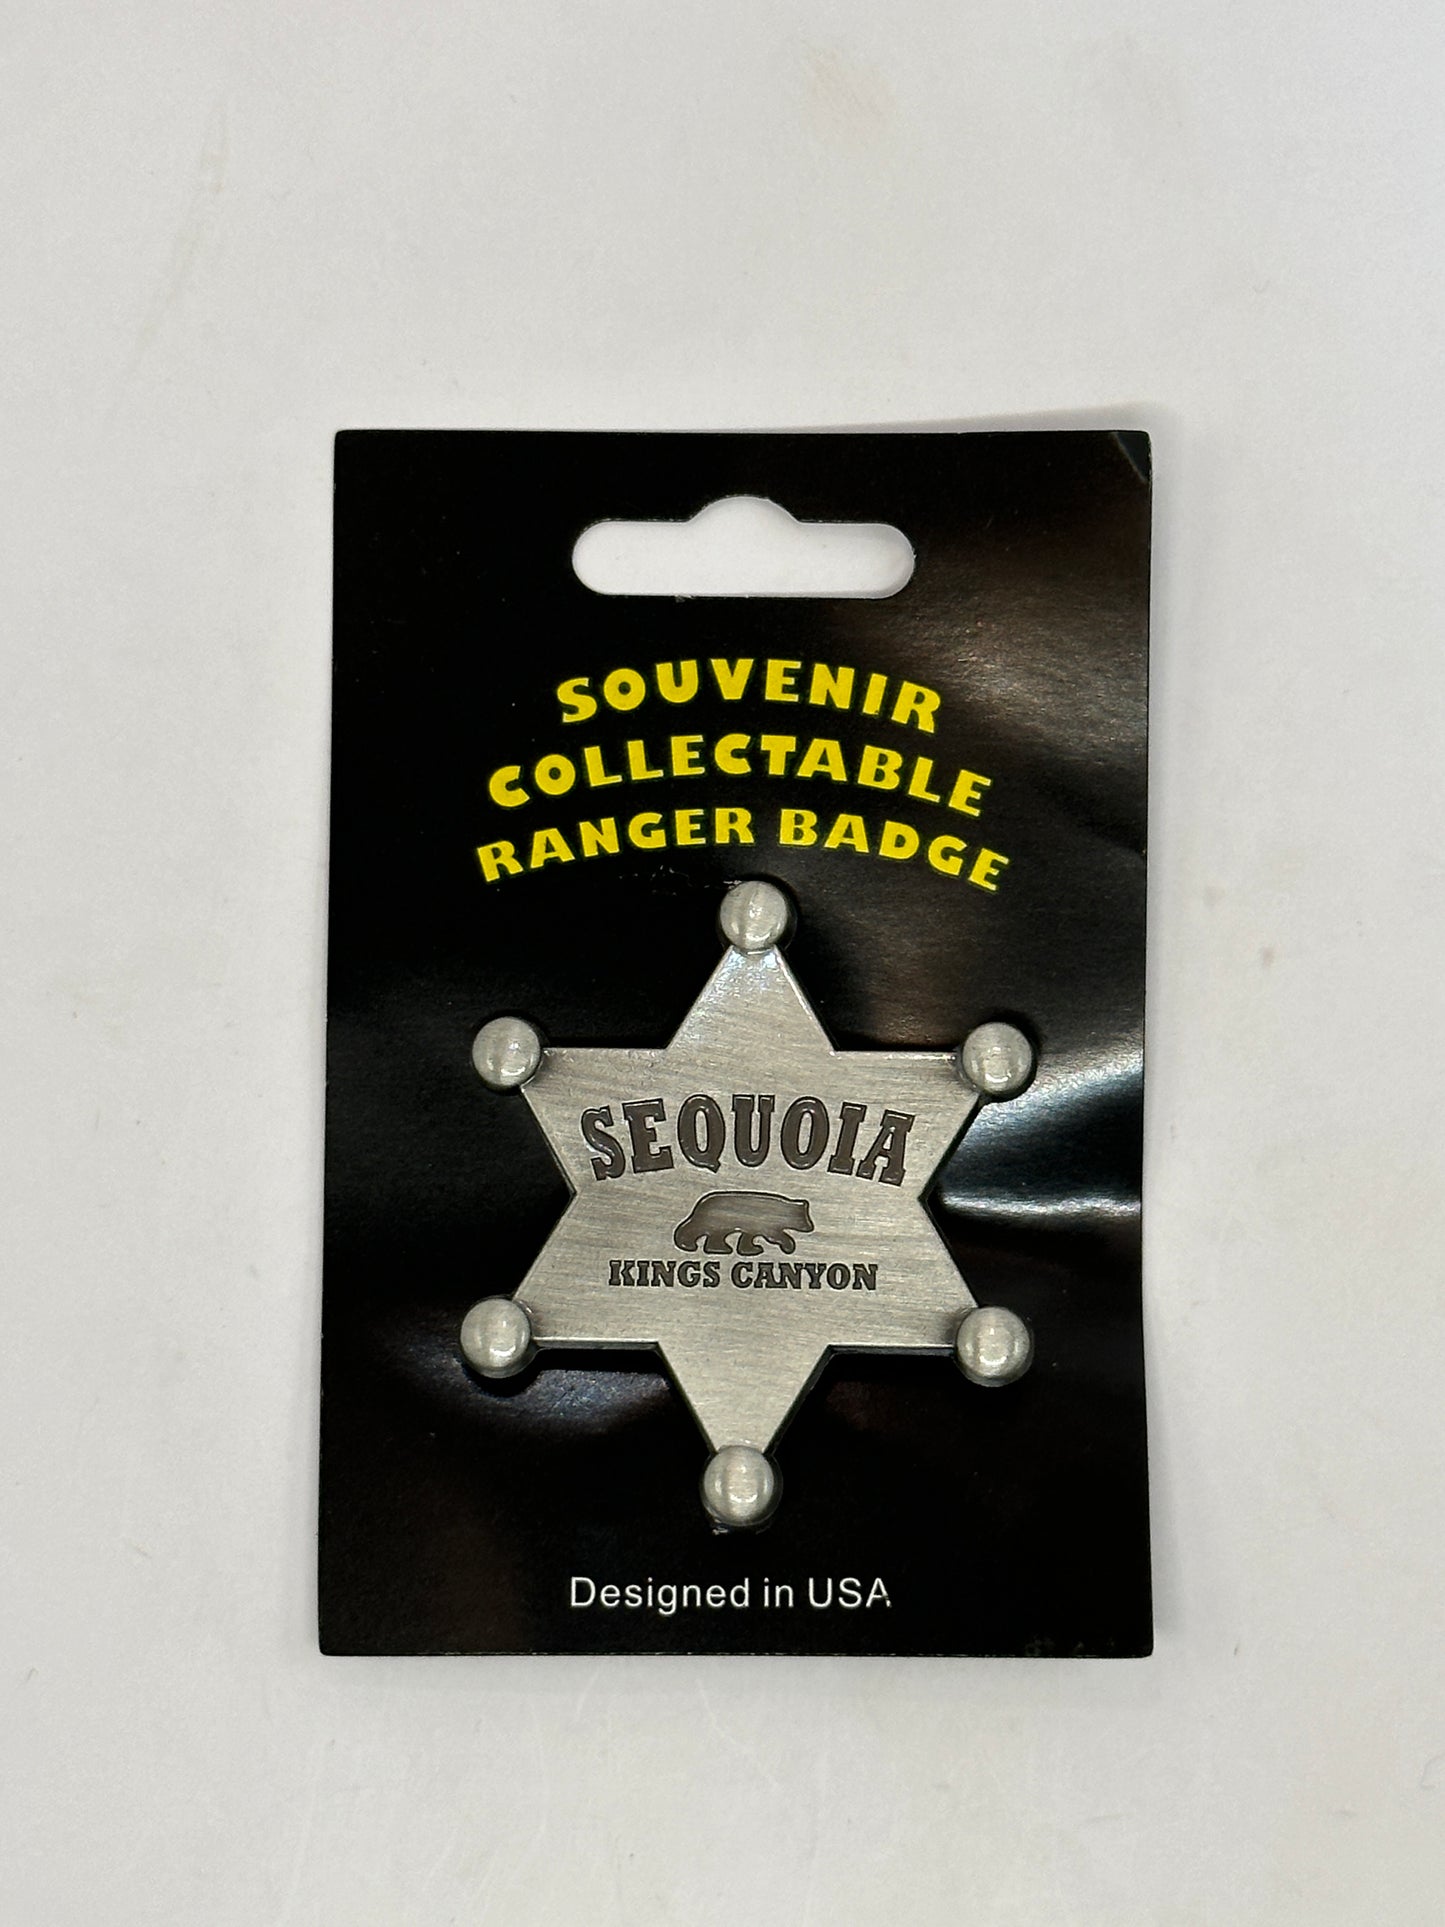 SOUVENIR
COLLECTABLE
RANGER BADGE
SEQUOIA
KINGS CANYON
Designed in USA